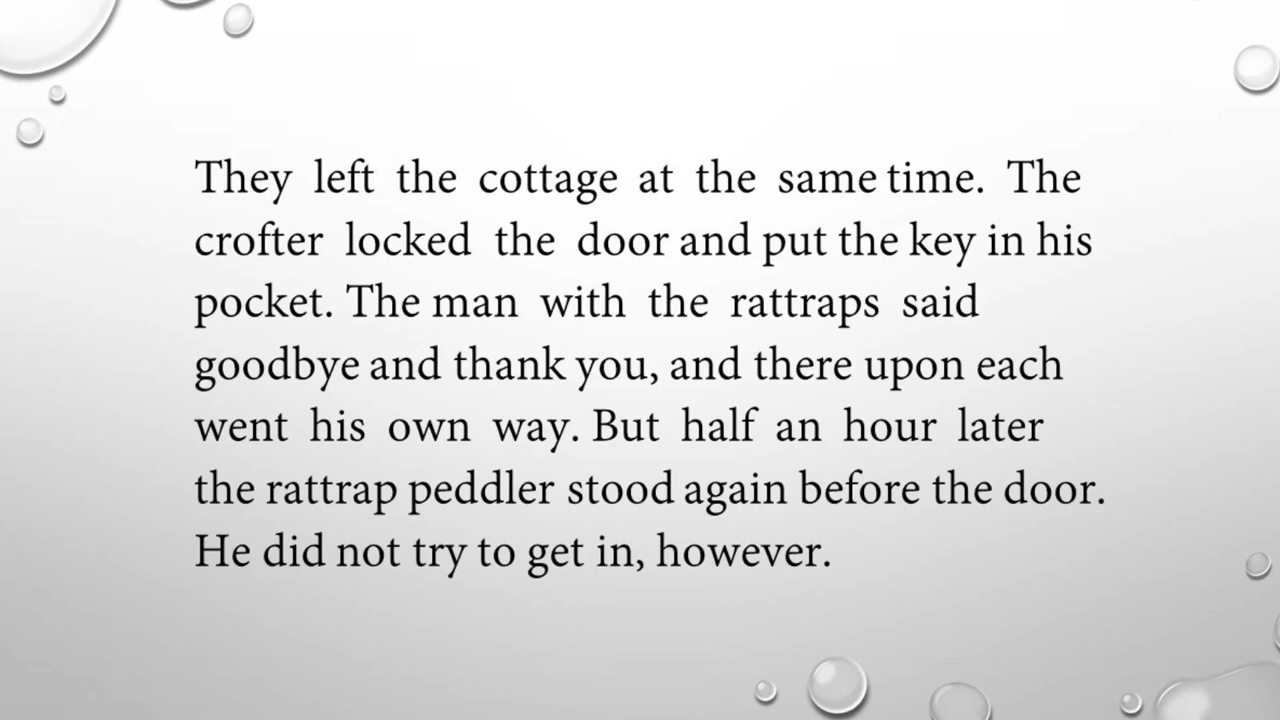 They left the cottage at the same time. The
crofter locked the door and put the key in his
pocket. The man with the rattraps said
goodbye and thank you, and there upon each
went his own way. But half an hour later
the rattrap peddler stood again before the door.
He did not try to get in, however.